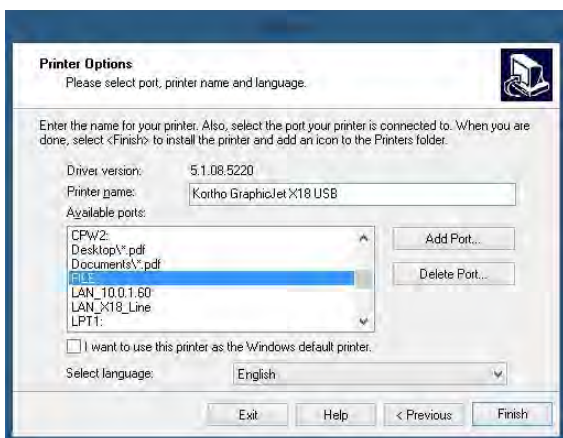 Printer Options
Please select port, printer name and language.
Enter the name for your printer. Also, select the port your printer is connected to. When you are
done, select <Finish> to install the printer and add an icon to the Printers folder.
Driver version: 5.1.08.5220
Printer name: Kortho GraphicJet X18 USB
Available ports:
CPW2:
Desktop\*.pdf
Documents\*.pdf
FILE:
LAN_10.0.1.60:
LAN_X18_Line
LPT1:
Add Port...
Delete Port...
I want to use this printer as the Windows default printer.
Select language: English
Exit Help < Previous Finish